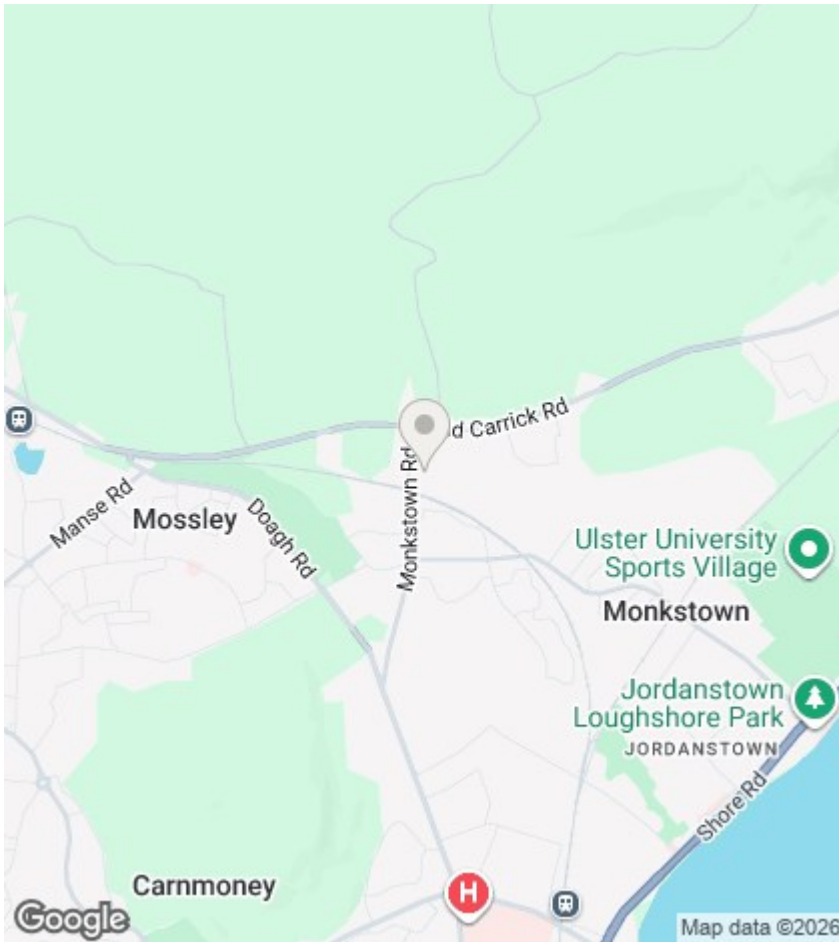 d Carrick Rd
Monkstown Rd
Manse Rd
Mossley
Doagh Rd
Ulster University
Sports Village
Monkstown
Jordanstown
Loughshore Park
JORDANSTOWN
Shore Rd
Carnmoney
H
Google
Map data ©2026